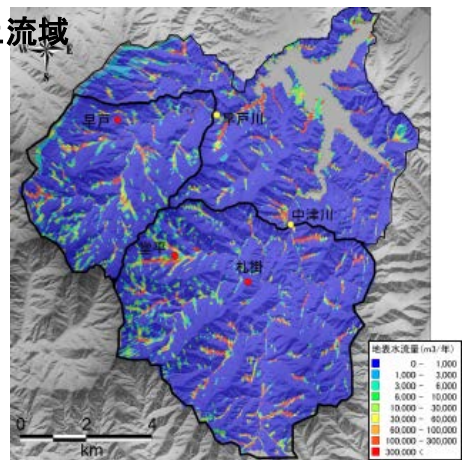 流域
E
S
早戸
早戸川
中津川
札掛
0 2 4
km
地表水流量(m3/年)
0 - 1,000
1,000 - 3,000
3,000 - 6,000
6,000 - 10,000
10,000 - 30,000
30,000 - 60,000
60,000 - 100,000
100,000 - 300,000
300,000 <